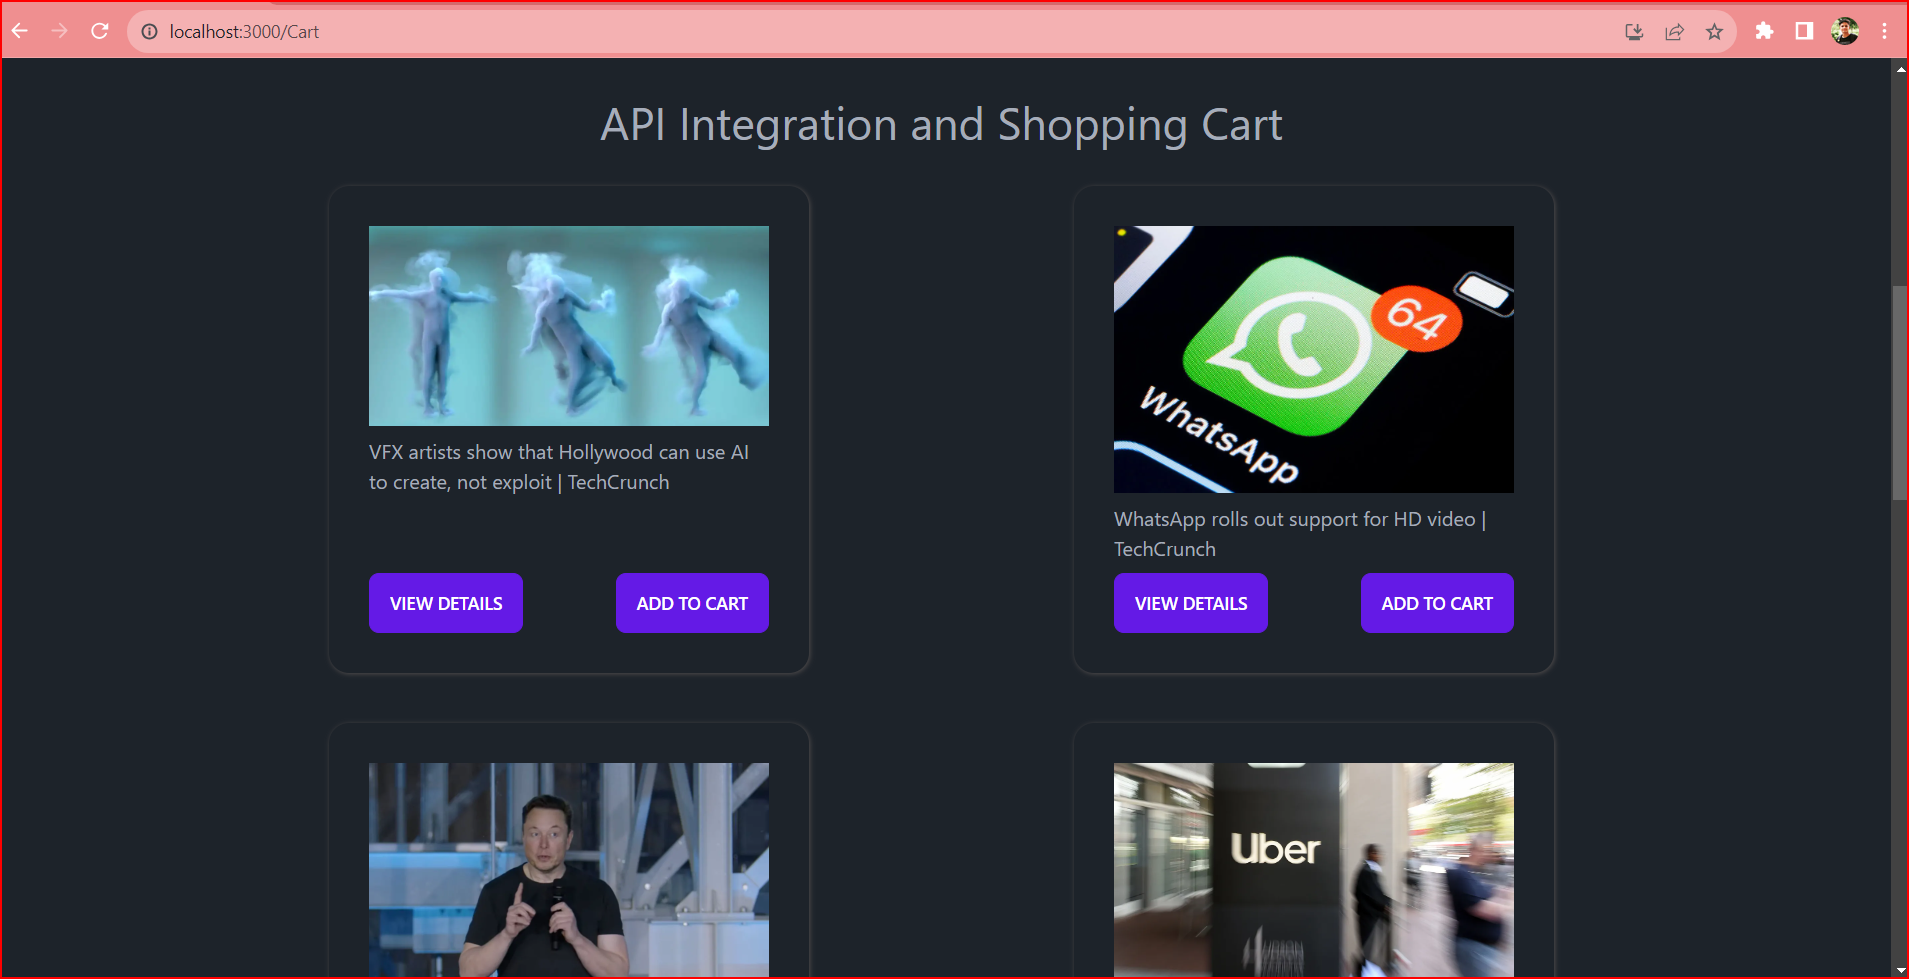 localhost:3000/Cart
API Integration and Shopping Cart
64
WhatsApp
VFX artists show that Hollywood can use AI
to create, not exploit | TechCrunch
WhatsApp rolls out support for HD video |
TechCrunch
VIEW DETAILS
ADD TO CART
VIEW DETAILS
ADD TO CART
Uber